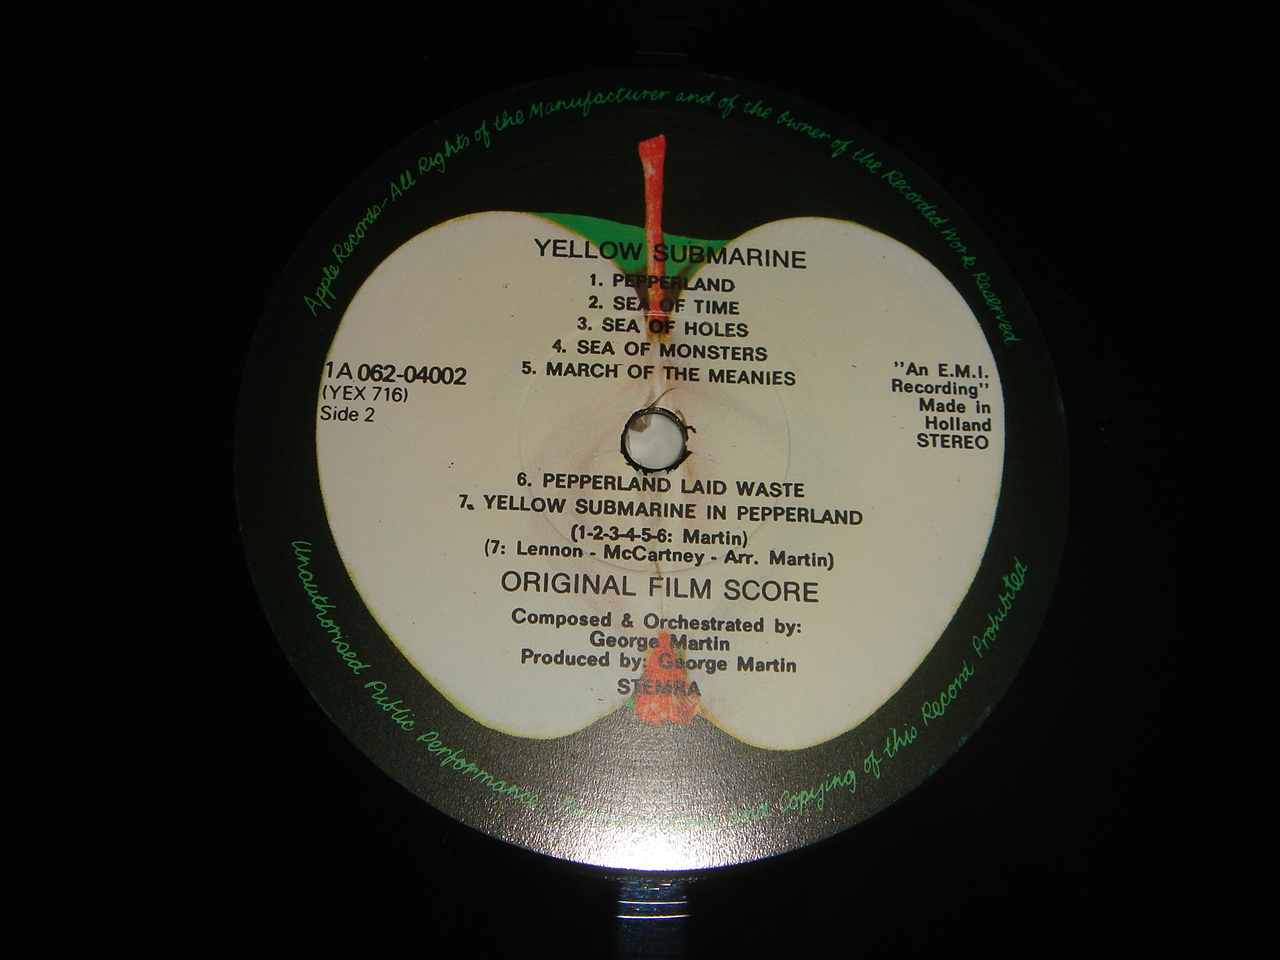 Apple Records-All Rights of the Manufacturer and of the Owner of the Recorded Work Reserved
YELLOW SUBMARINE
1. PEPPERLAND
2. SEA OF TIME
3. SEA OF HOLES
4. SEA OF MONSTERS
5. MARCH OF THE MEANIES
1A 062-04002
(YEX 716)
Side 2
"An E.M.I.
Recording"
Made in
Holland
STEREO
6. PEPPERLAND LAID WASTE
7. YELLOW SUBMARINE IN PEPPERLAND
(1-2-3-4-5-6: Martin)
(7: Lennon - McCartney - Arr. Martin)
ORIGINAL FILM SCORE
Composed & Orchestrated by:
George Martin
Produced by: George Martin
STEMRA
Unauthorised Public Performance and Copying of this Record Prohibited